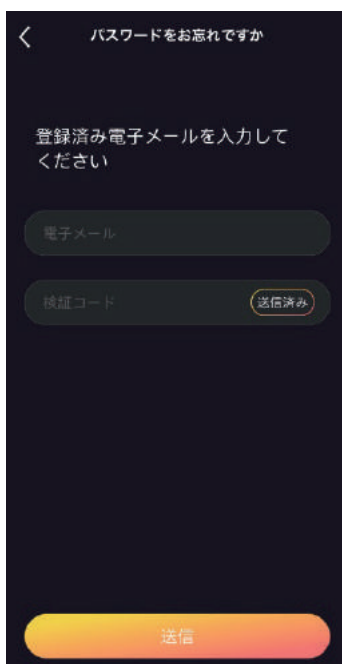 パスワードをお忘れですか
登録済み電子メールを入力して
ください
電子メール
検証コード
送信済み
送信